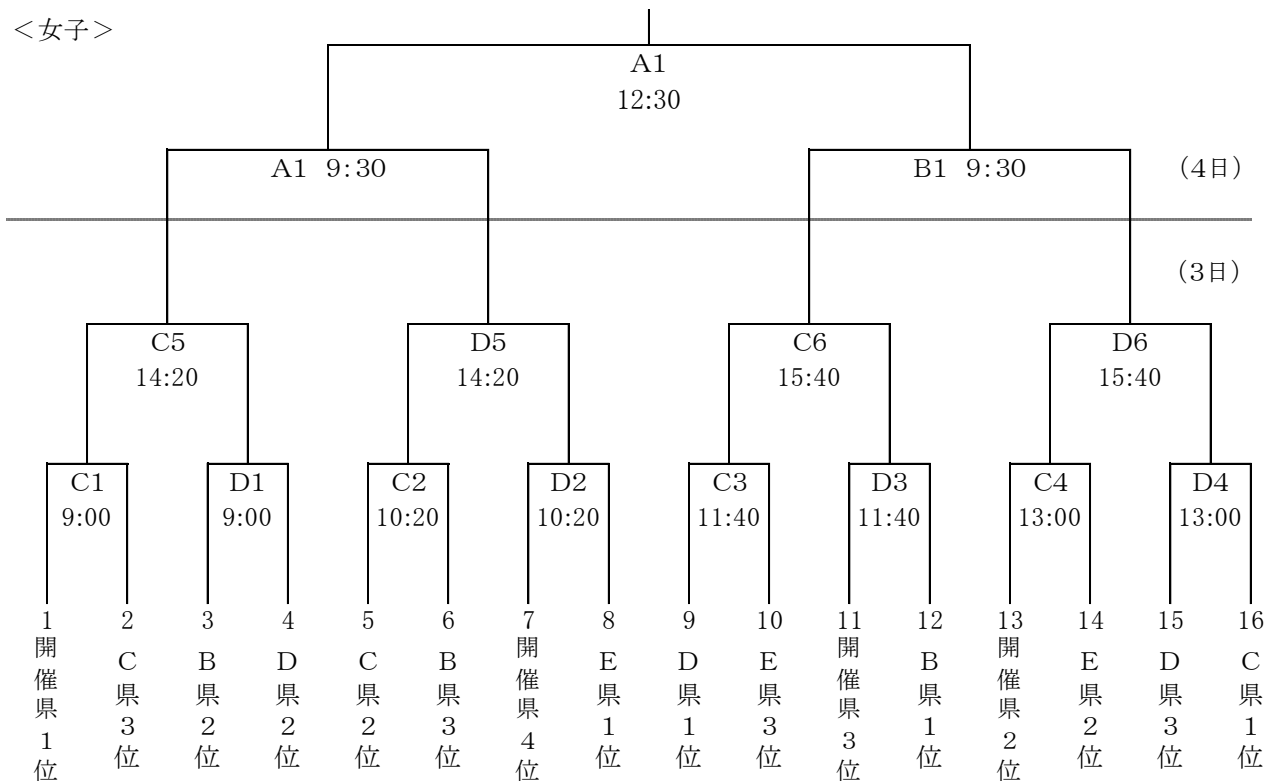 ＜女子＞
A1
12:30
A1 9:30
B1 9:30
(4日)
(3日)
C5
14:20
D5
14:20
C6
15:40
D6
15:40
C1
9:00
D1
9:00
C2
10:20
D2
10:20
C3
11:40
D3
11:40
C4
13:00
D4
13:00
1 2 3 4 5 6 7 8 9 10 11 12 13 14 15 16
開催県1位
C県3位
B県2位
D県2位
C県2位
B県3位
開催県4位
E県1位
D県1位
E県3位
開催県3位
B県1位
開催県2位
E県2位
D県3位
C県1位